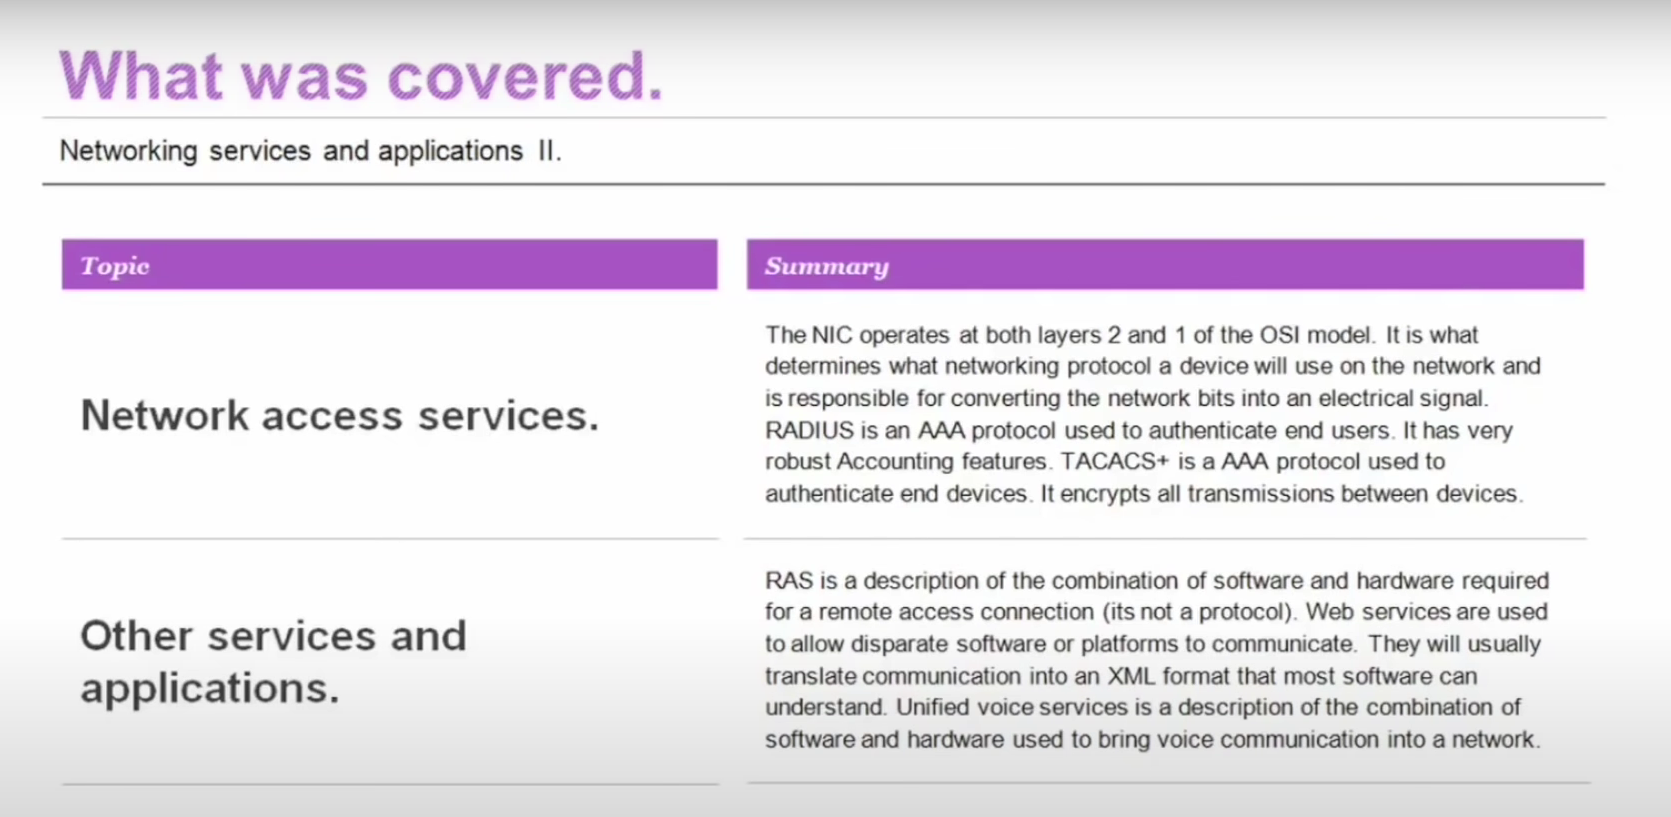 What was covered.
Networking services and applications II.
Topic
Summary
Network access services.
The NIC operates at both layers 2 and 1 of the OSI model. It is what
determines what networking protocol a device will use on the network and
is responsible for converting the network bits into an electrical signal.
RADIUS is an AAA protocol used to authenticate end users. It has very
robust Accounting features. TACACS+ is a AAA protocol used to
authenticate end devices. It encrypts all transmissions between devices.
Other services and
applications.
RAS is a description of the combination of software and hardware required
for a remote access connection (its not a protocol). Web services are used
to allow disparate software or platforms to communicate. They will usually
translate communication into an XML format that most software can
understand. Unified voice services is a description of the combination of
software and hardware used to bring voice communication into a network.